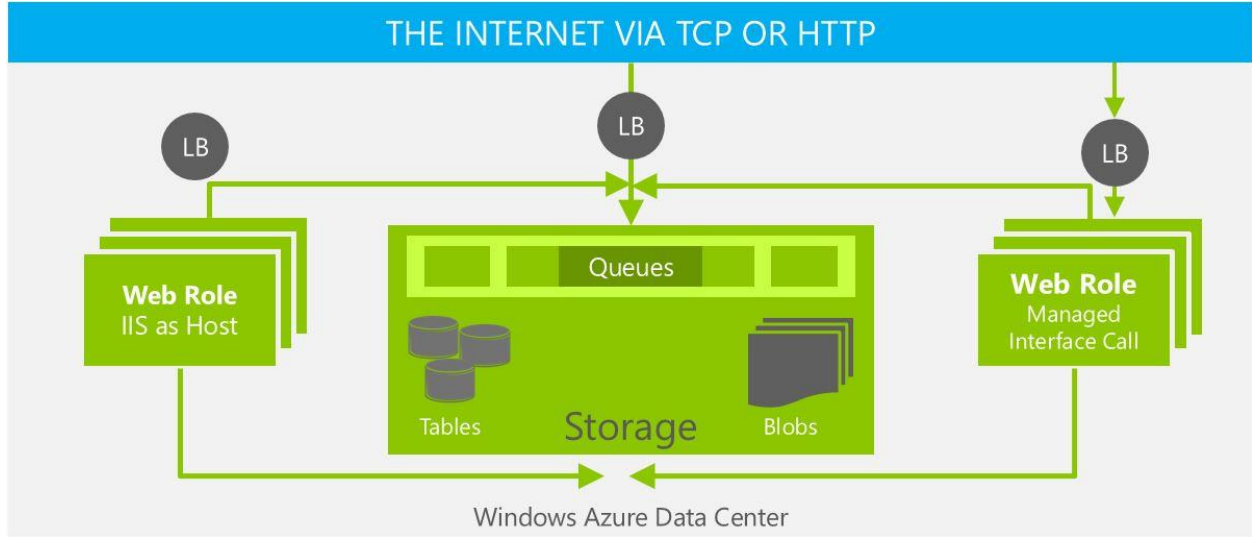 THE INTERNET VIA TCP OR HTTP
LB
LB
LB
Web Role
IIS as Host
Queues
Tables
Storage
Blobs
Web Role
Managed
Interface Call
Windows Azure Data Center